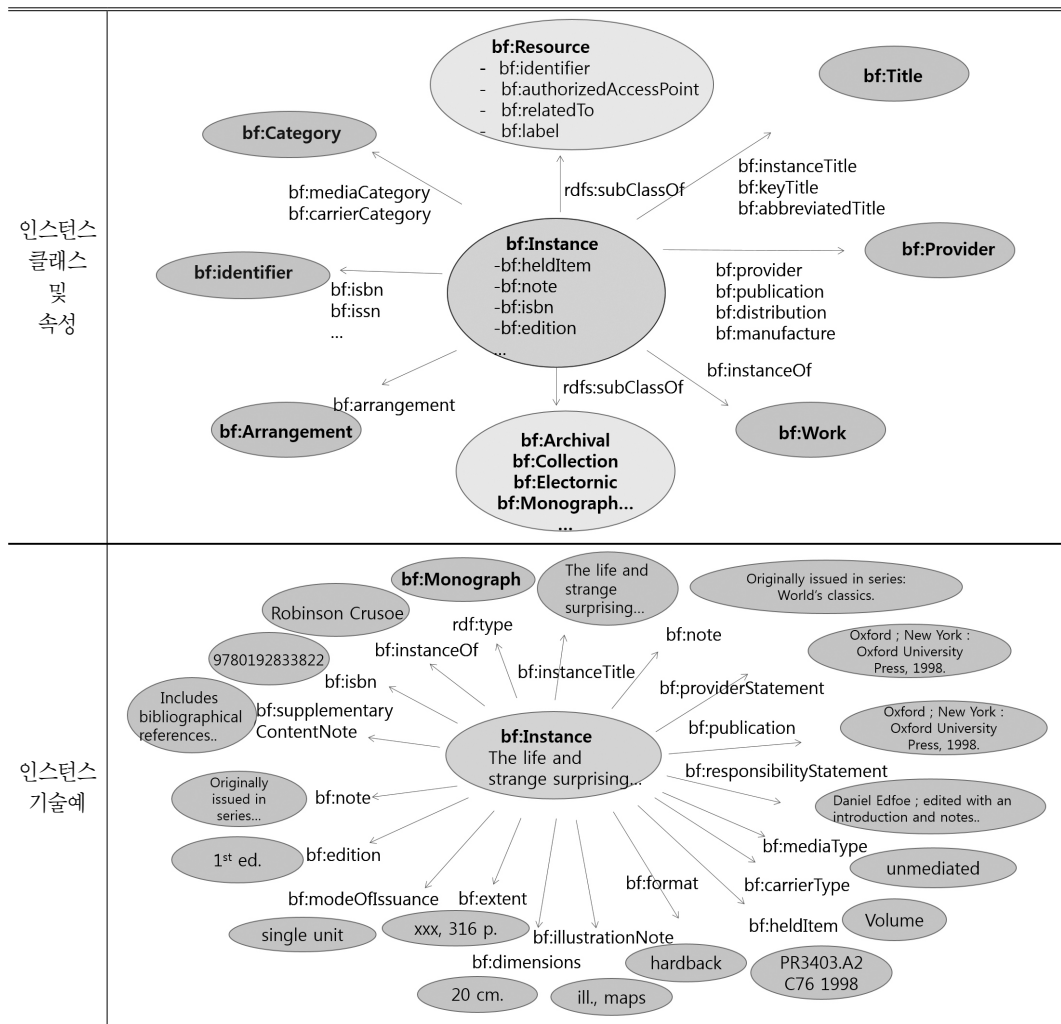 인스턴스
클래스
및
속성
bf:Resource
- bf:identifier
- bf:authorizedAccessPoint
- bf:relatedTo
- bf:label
bf:Title
bf:Category
bf:mediaCategory
bf:carrierCategory
rdfs:subClassOf
bf:instanceTitle
bf:keyTitle
bf:abbreviatedTitle
bf:Instance
-bf:heldItem
-bf:note
-bf:isbn
-bf:edition
...
bf:Provider
bf:identifier
bf:isbn
bf:issn
...
bf:provider
bf:publication
bf:distribution
bf:manufacture
bf:instanceOf
rdfs:subClassOf
bf:arrangement
bf:Arrangement
bf:Work
bf:Archival
bf:Collection
bf:Electornic
bf:Monograph...
...
인스턴스
기술예
bf:Monograph
The life and
strange
surprising...
Originally issued in series:
World's classics.
Robinson Crusoe
rdf:type
bf:note
bf:instanceOf
bf:instanceTitle
Oxford ; New York :
Oxford University
Press, 1998.
9780192833822
bf:isbn
bf:providerStatement
Includes
bibliographical
references..
bf:supplementary
ContentNote
bf:Instance
The life and
strange surprising...
bf:publication
Oxford ; New York :
Oxford University
Press, 1998.
bf:responsibilityStatement
Originally
issued in
series...
bf:note
Daniel Edfoe ; edited with an
introduction and notes..
1st ed.
bf:edition
bf:mediaType
unmediated
bf:modeOfIssuance
bf:extent
bf:format
bf:carrierType
single unit
xxx, 316 p.
bf:illustrationNote
bf:heldItem
Volume
bf:dimensions
hardback
PR3403.A2
C76 1998
20 cm.
ill., maps